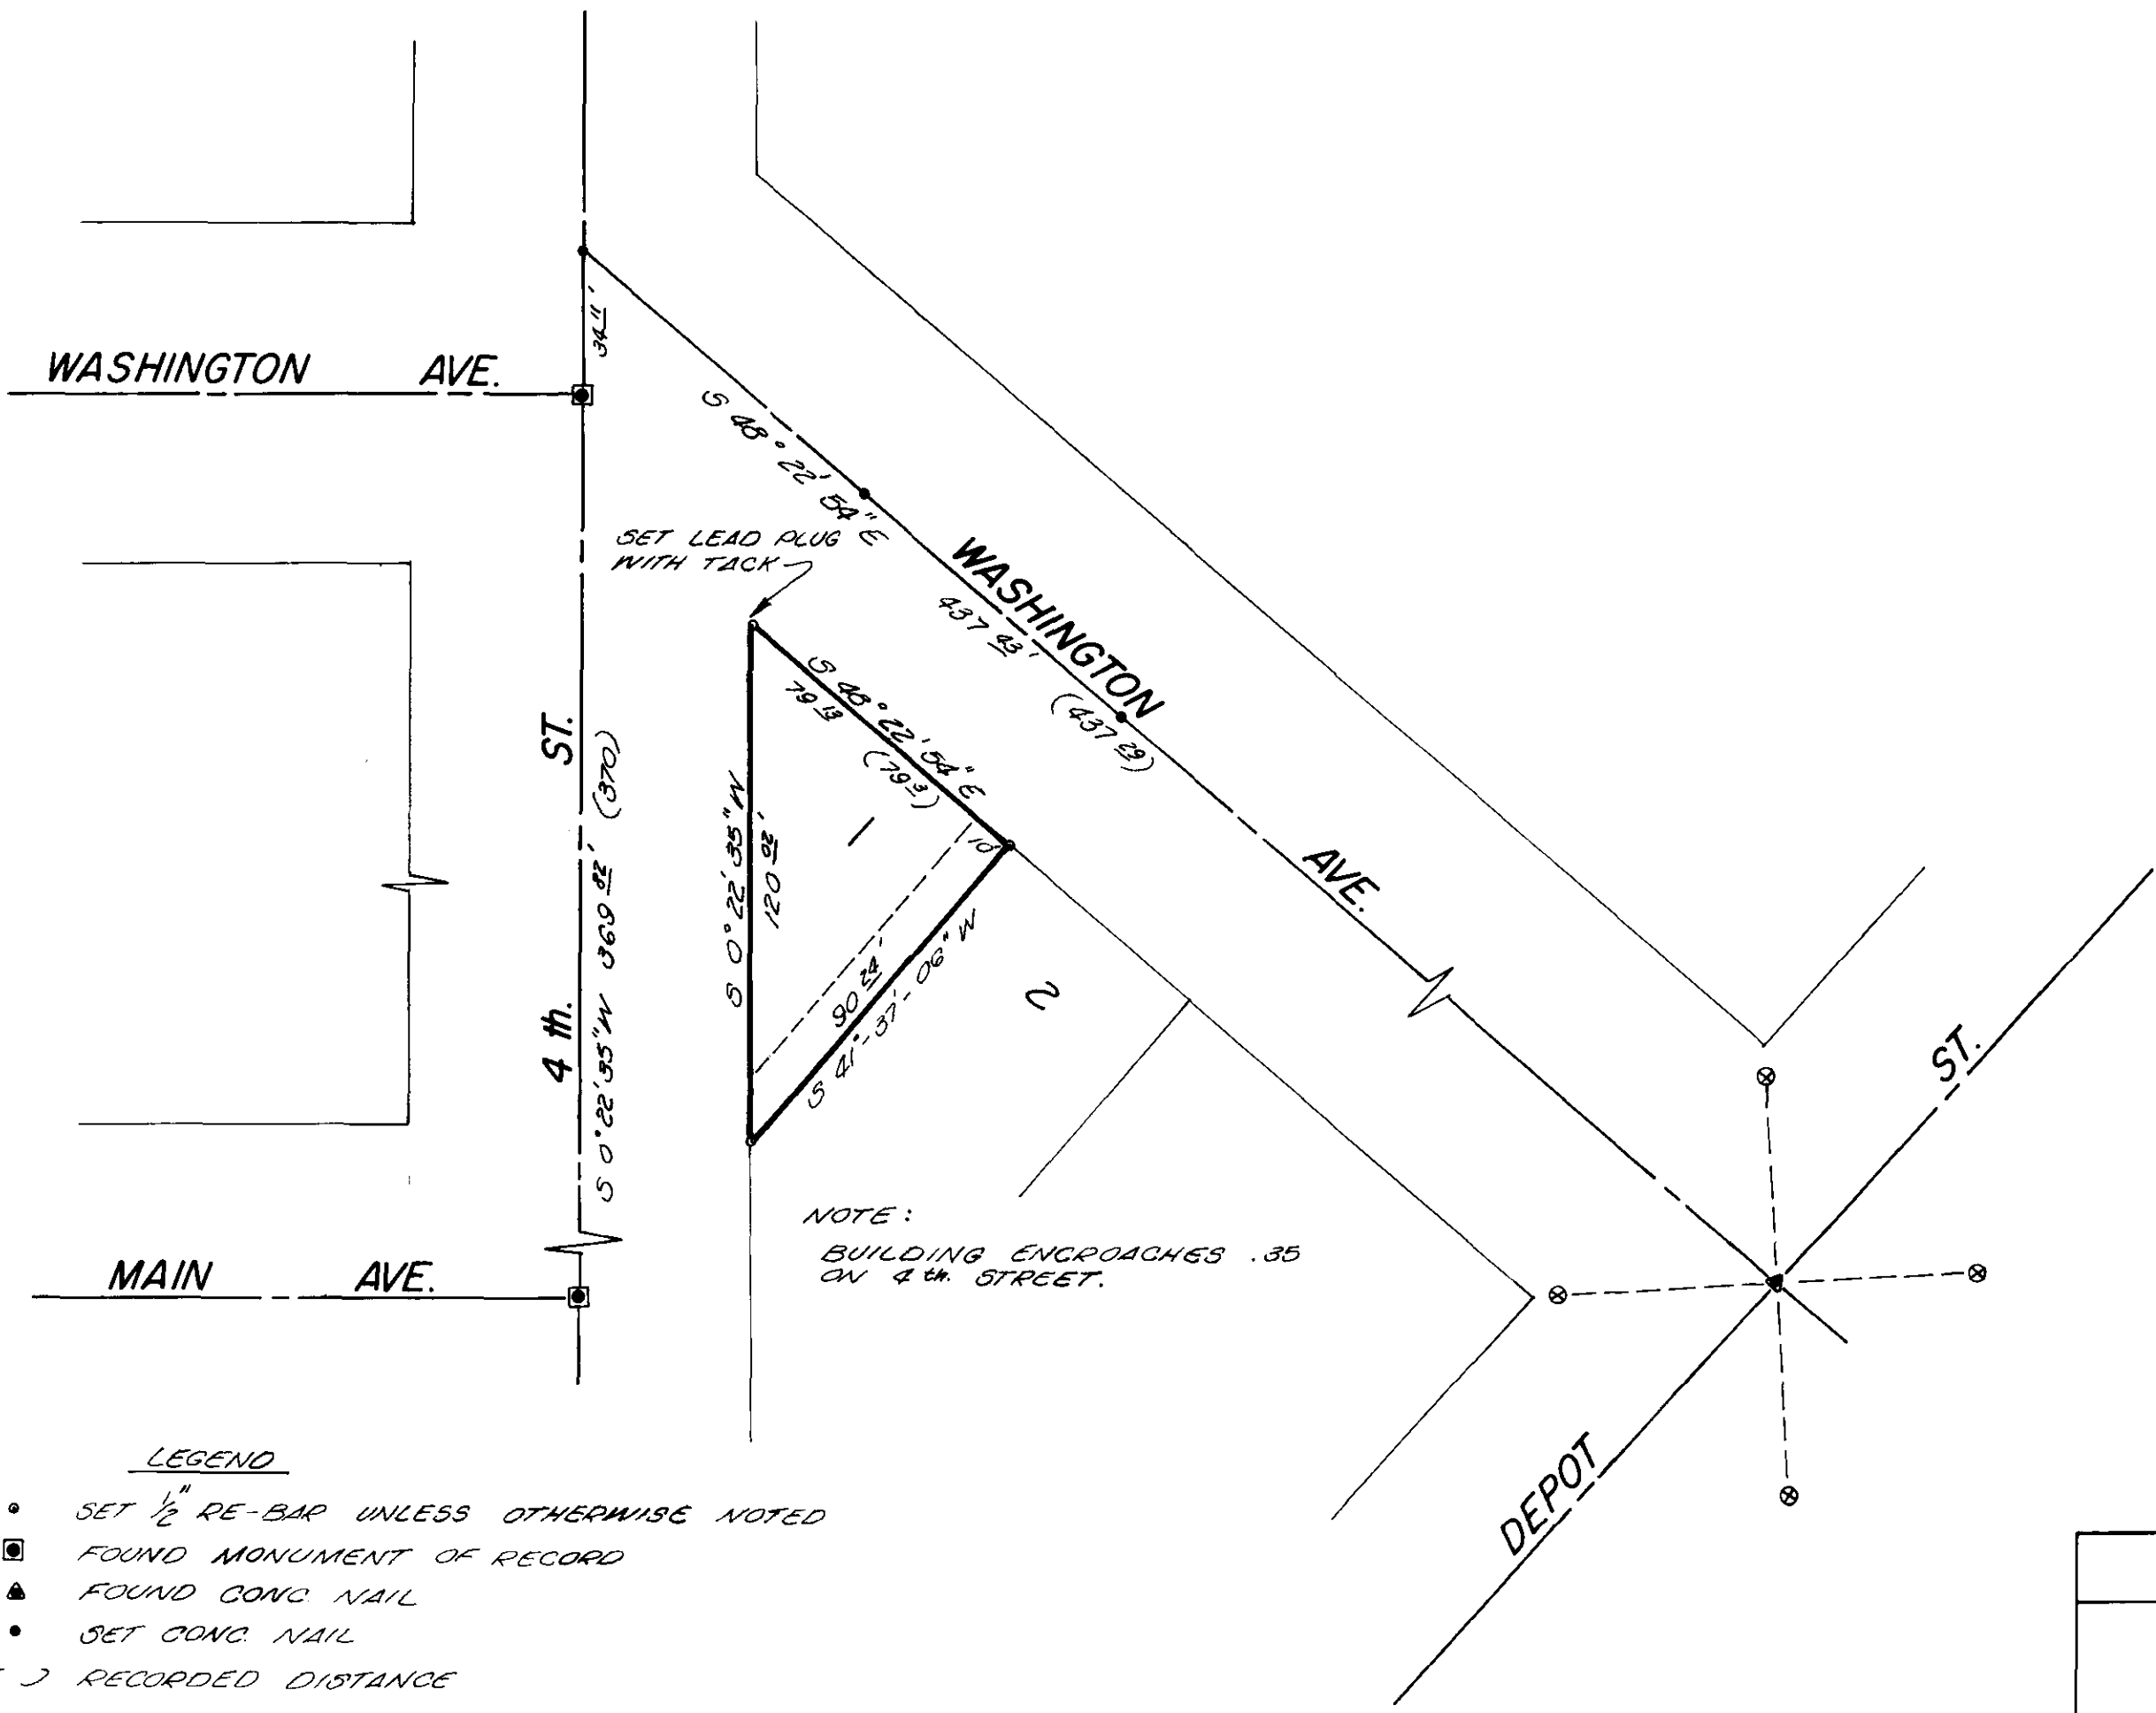 WASHINGTON AVE.
34 11'
S 48° 22' 54" E
SET LEAD PLUG
WITH TACK
WASHINGTON
437 43' (437 29)
AVE.
S 48° 22' 54" E
79 13 (79 3)
4 th. ST.
S 0° 22' 35" W 369 82' (370)
S 0° 22' 35" W
120 02'
1
10'
90 24'
S 41° - 37' - 06" W
2
ST.
DEPOT
NOTE:
BUILDING ENCROACHES .35
ON 4 th. STREET.
MAIN AVE.
LEGEND
SET 1/2" RE-BAR UNLESS OTHERWISE NOTED
FOUND MONUMENT OF RECORD
FOUND CONC. NAIL
SET CONC. NAIL
( ) RECORDED DISTANCE